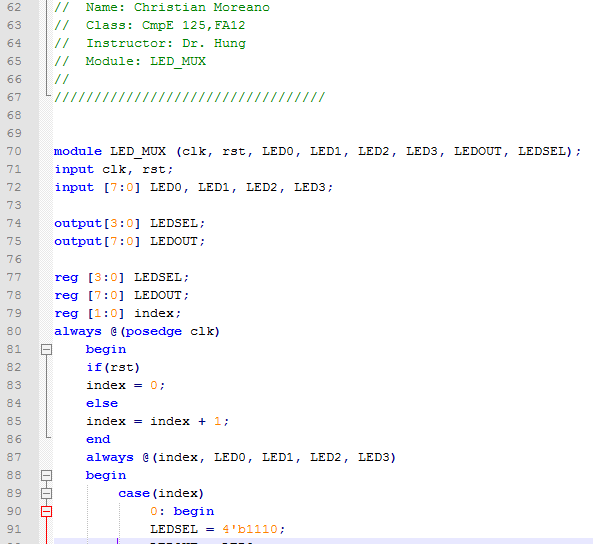 62 // Name: Christian Moreano
63 // Class: CmpE 125,FA12
64 // Instructor: Dr. Hung
65 // Module: LED_MUX
66 //
67 //////////////////////////////////
68
69
70 module LED_MUX (clk, rst, LED0, LED1, LED2, LED3, LEDOUT, LEDSEL);
71 input clk, rst;
72 input [7:0] LED0, LED1, LED2, LED3;
73
74 output[3:0] LEDSEL;
75 output[7:0] LEDOUT;
76
77 reg [3:0] LEDSEL;
78 reg [7:0] LEDOUT;
79 reg [1:0] index;
80 always @(posedge clk)
81 begin
82 if(rst)
83 index = 0;
84 else
85 index = index + 1;
86 end
87 always @(index, LED0, LED1, LED2, LED3)
88 begin
89 case(index)
90 0: begin
91 LEDSEL = 4'b1110;